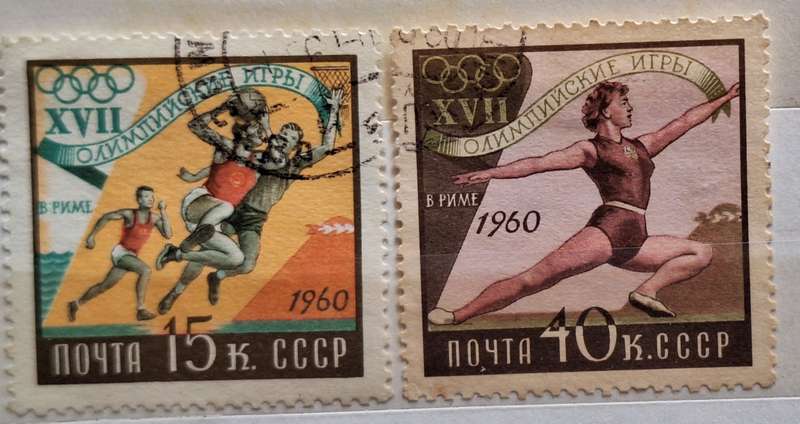 XVII
ОЛИМПИЙСКИЕ ИГРЫ
В РИМЕ
1960
ПОЧТА 15 К. СССР
XVII
ОЛИМПИЙСКИЕ ИГРЫ
В РИМЕ
1960
ПОЧТА 40 К. СССР